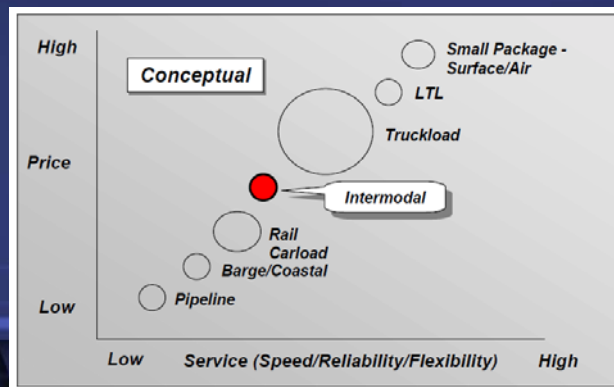 High
Conceptual
Small Package -
Surface/Air
LTL
Truckload
Price
Intermodal
Rail
Carload
Barge/Coastal
Pipeline
Low
Low Service (Speed/Reliability/Flexibility) High